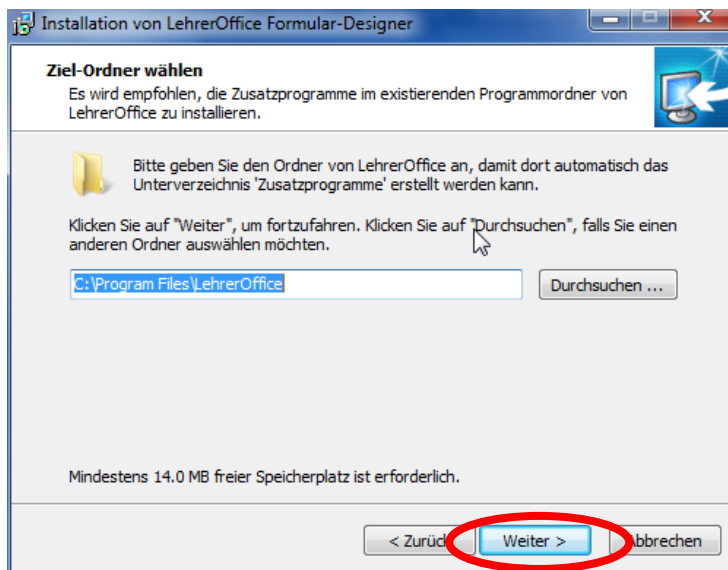 Installation von LehrerOffice Formular-Designer
Ziel-Ordner wählen
Es wird empfohlen, die Zusatzprogramme im existierenden Programmordner von
LehrerOffice zu installieren.
Bitte geben Sie den Ordner von LehrerOffice an, damit dort automatisch das
Unterverzeichnis 'Zusatzprogramme' erstellt werden kann.
Klicken Sie auf "Weiter", um fortzufahren. Klicken Sie auf "Durchsuchen", falls Sie einen
anderen Ordner auswählen möchten.
C:\Program Files\LehrerOffice
Durchsuchen ...
Mindestens 14.0 MB freier Speicherplatz ist erforderlich.
< Zurück
Weiter >
Abbrechen